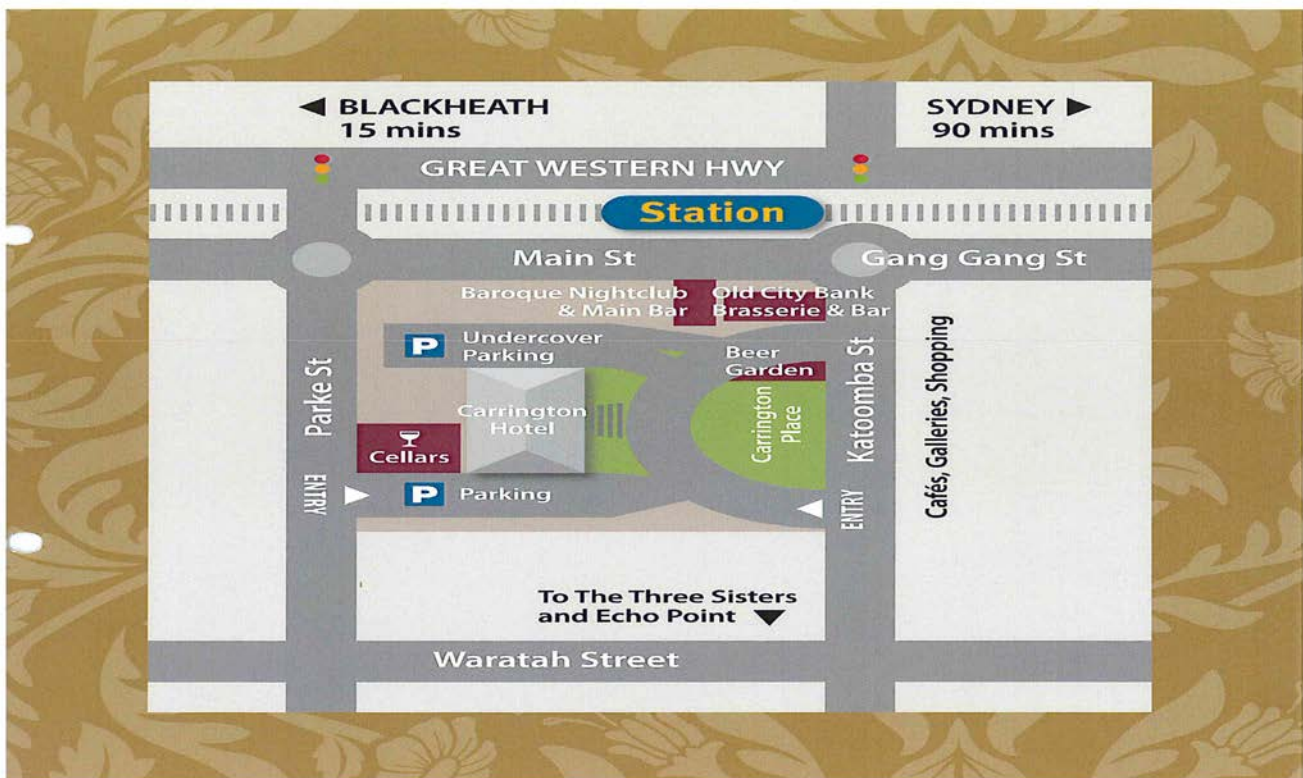 BLACKHEATH
15 mins
SYDNEY
90 mins
GREAT WESTERN HWY
Station
Main St
Gang Gang St
Baroque Nightclub
& Main Bar
Old City Bank
Brasserie & Bar
P
Undercover
Parking
Beer
Garden
Parke St
Carrington
Hotel
Carrington
Place
Katoomba St
Cafés, Galleries, Shopping
Cellars
ENTRY
P
Parking
ENTRY
To The Three Sisters
and Echo Point
Waratah Street